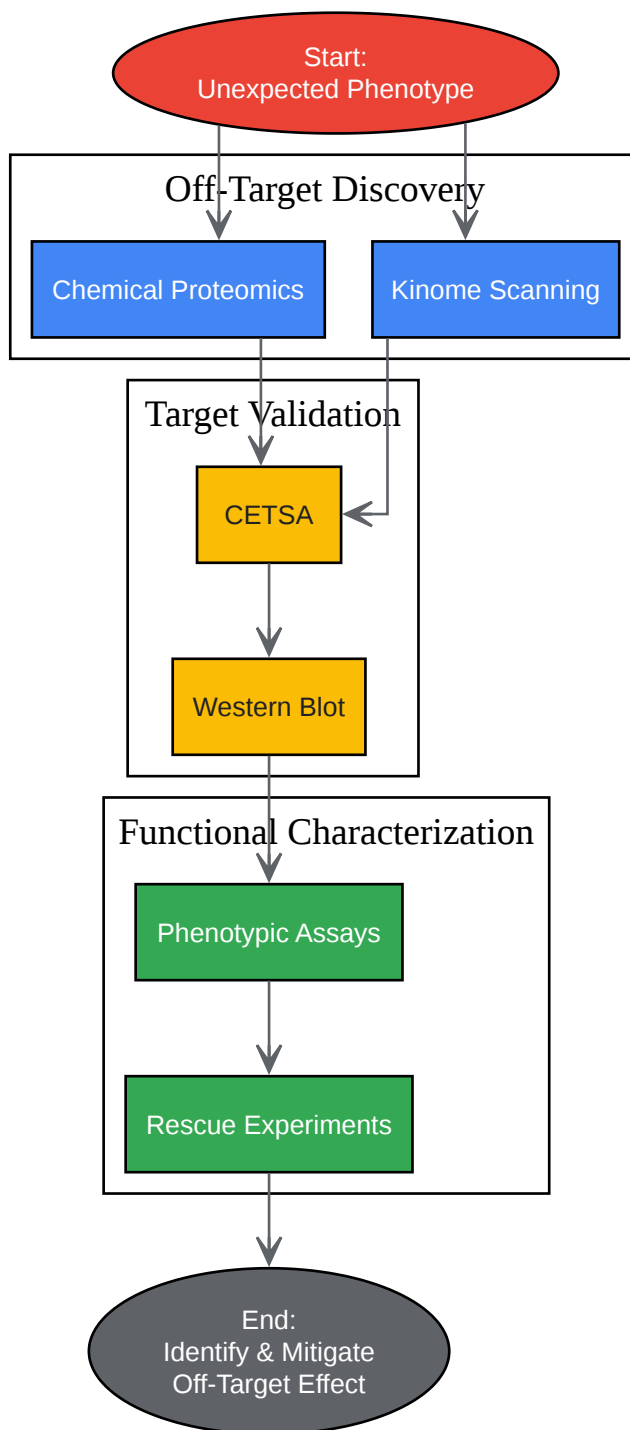 Start:
Unexpected Phenotype
Off-Target Discovery
Chemical Proteomics
Kinome Scanning
Target Validation
CETSA
Western Blot
Functional Characterization
Phenotypic Assays
Rescue Experiments
End:
Identify & Mitigate
Off-Target Effect